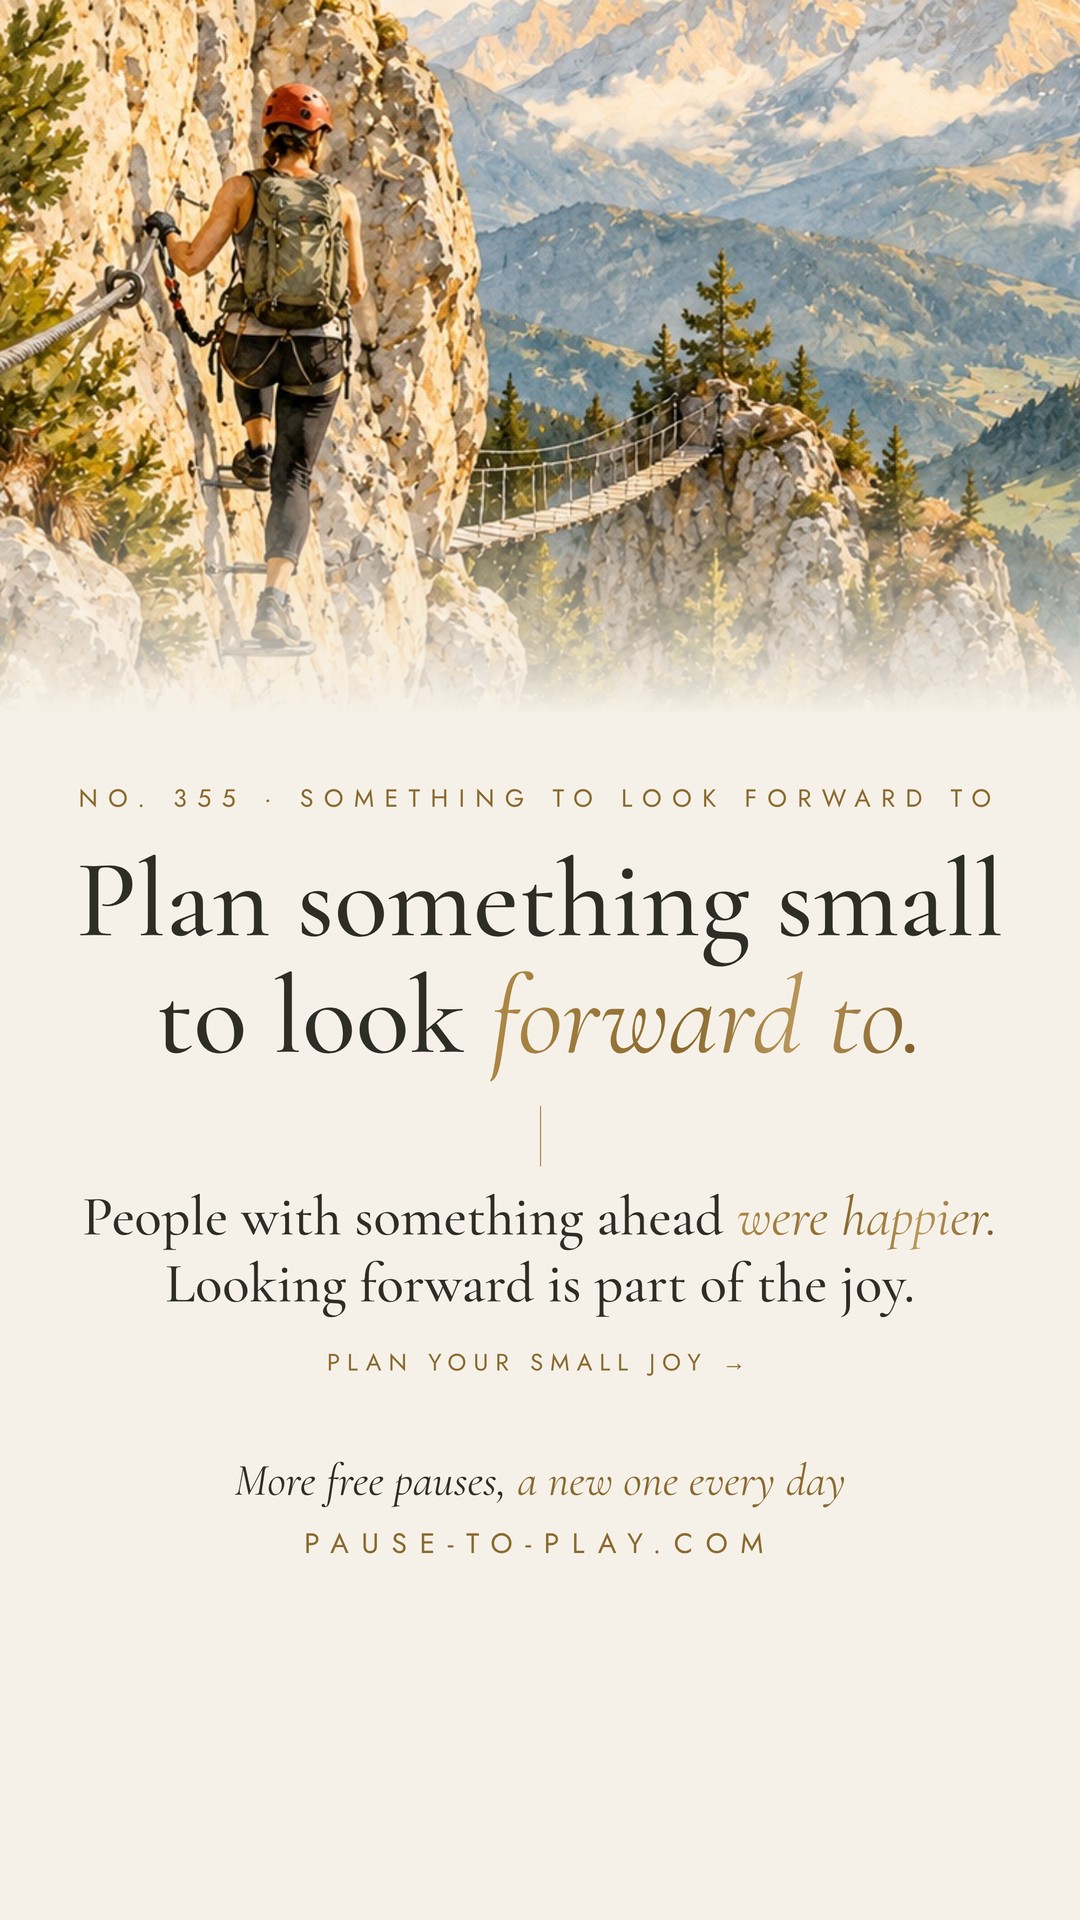 NO. 355 · SOMETHING TO LOOK FORWARD TO
Plan something small
to look forward to.
People with something ahead were happier.
Looking forward is part of the joy.
PLAN YOUR SMALL JOY →
More free pauses, a new one every day
PAUSE-TO-PLAY.COM